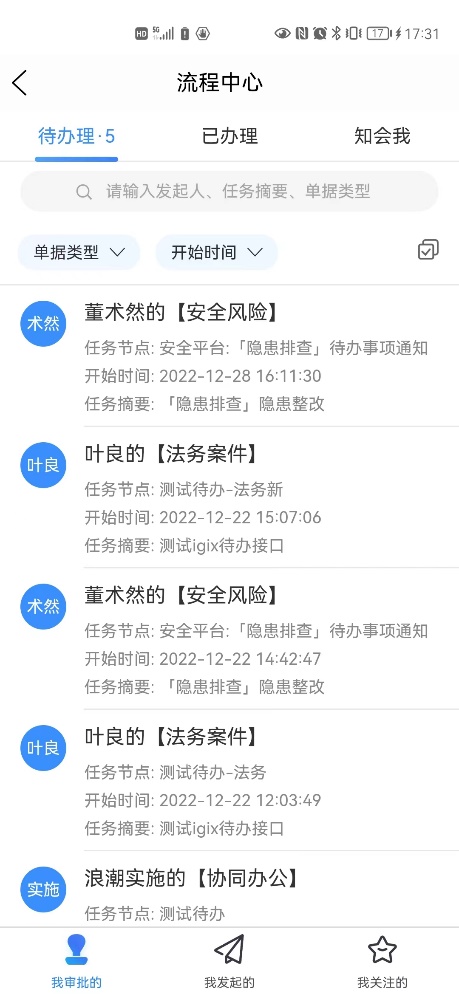 HD 5G 17 17:31
流程中心
待办理·5 已办理 知会我
请输入发起人、任务摘要、单据类型
单据类型 开始时间
术然
董术然的【安全风险】
任务节点: 安全平台:「隐患排查」待办事项通知
开始时间: 2022-12-28 16:11:30
任务摘要: 「隐患排查」隐患整改
叶良
叶良的【法务案件】
任务节点: 测试待办-法务新
开始时间: 2022-12-22 15:07:06
任务摘要: 测试igix待办接口
术然
董术然的【安全风险】
任务节点: 安全平台:「隐患排查」待办事项通知
开始时间: 2022-12-22 14:42:47
任务摘要: 「隐患排查」隐患整改
叶良
叶良的【法务案件】
任务节点: 测试待办-法务
开始时间: 2022-12-22 12:03:49
任务摘要: 测试igix待办接口
实施
浪潮实施的【协同办公】
任务节点: 测试待办
我审批的 我发起的 我关注的